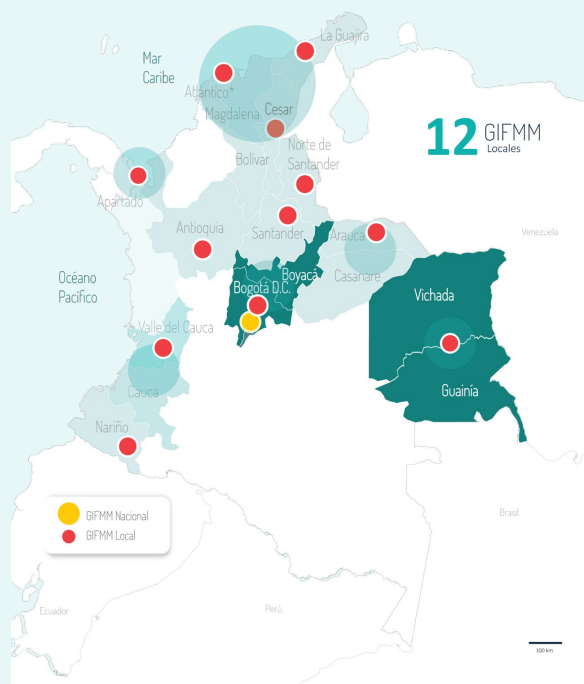 La Guajira
Mar
Caribe
Atlántico*
Magdalena
Cesar
12 GIFMM
Locales
Norte de
Santander
Bolívar
Apartadó
Antioquia
Santander
Arauca
Venezuela
Océano
Pacífico
Boyacá
Casanare
Bogotá D.C.
Vichada
Valle del Cauca
Cauca
Guainía
Nariño
GIFMM Nacional
GIFMM Local
Brasil
Ecuador
Perú
100 km